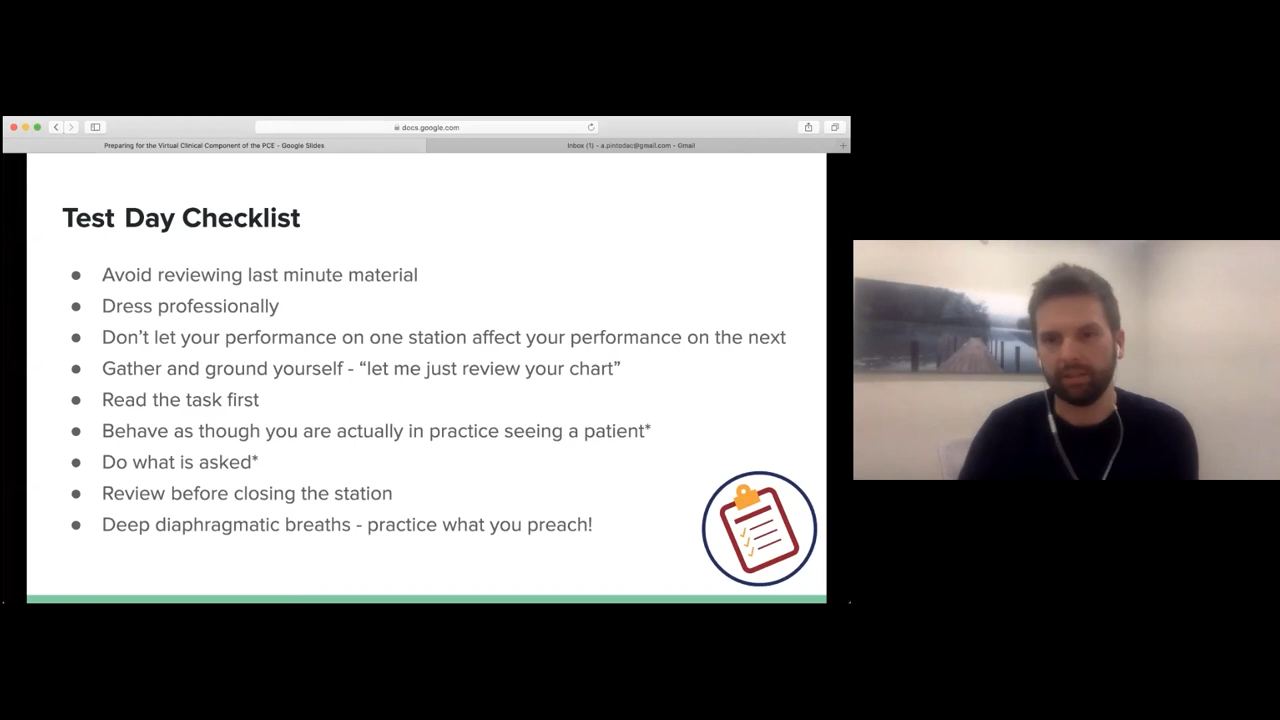 docs.google.com
Preparing for the Virtual Clinical Component of the PCE - Google Slides
Inbox (1) - a.pintodac@gmail.com - Gmail
Test Day Checklist
● Avoid reviewing last minute material
● Dress professionally
● Don’t let your performance on one station affect your performance on the next
● Gather and ground yourself - “let me just review your chart”
● Read the task first
● Behave as though you are actually in practice seeing a patient*
● Do what is asked*
● Review before closing the station
● Deep diaphragmatic breaths - practice what you preach!